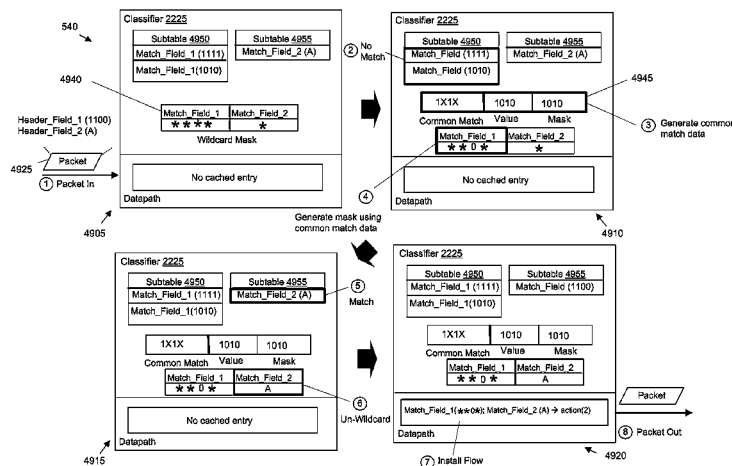 540
Classifier 2225
Subtable 4950
Match_Field_1 (1111)
Match_Field_1(1010)
Subtable 4955
Match_Field_2 (A)
4940
Match_Field_1 Match_Field_2
**** *
Wildcard Mask
Header_Field_1 (1100)
Header_Field_2 (A)
4925
Packet
1 Packet In
No cached entry
Datapath
4905
Classifier 2225
Subtable 4950
Match_Field (1111)
Match_Field (1010)
Subtable 4955
Match_Field_2 (A)
2 No Match
4945
1X1X 1010 1010
Common Match Value Mask
3 Generate common match data
Match_Field_1 Match_Field_2
**0* *
4
No cached entry
Datapath
4910
Generate mask using
common match data
Classifier 2225
Subtable 4950
Match_Field_1 (1111)
Match_Field_1(1010)
Subtable 4955
Match_Field_2 (A)
5
Match
1X1X 1010 1010
Common Match Value Mask
Match_Field_1 Match_Field_2
**0* A
6
Un-Wildcard
No cached entry
Datapath
4915
Classifier 2225
Subtable 4950
Match_Field_1 (1111)
Match_Field_1(1010)
Subtable 4955
Match_Field (1100)
1X1X 1010 1010
Common Match Value Mask
Match_Field_1 Match_Field_2
**0* A
Match_Field_1(**0*); Match_Field_2 (A) → action(2)
Datapath
Packet
8 Packet Out
7 Install Flow
4920